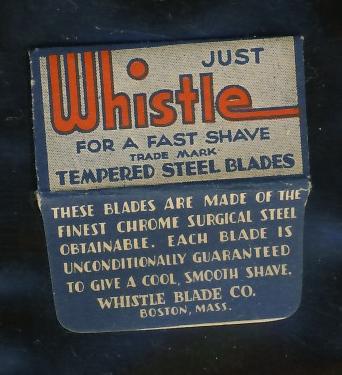 JUST
Whistle
FOR A FAST SHAVE
TRADE MARK
TEMPERED STEEL BLADES
THESE BLADES ARE MADE OF THE
FINEST CHROME SURGICAL STEEL
OBTAINABLE. EACH BLADE IS
UNCONDITIONALLY GUARANTEED
TO GIVE A COOL, SMOOTH SHAVE.
WHISTLE BLADE CO.
BOSTON, MASS.